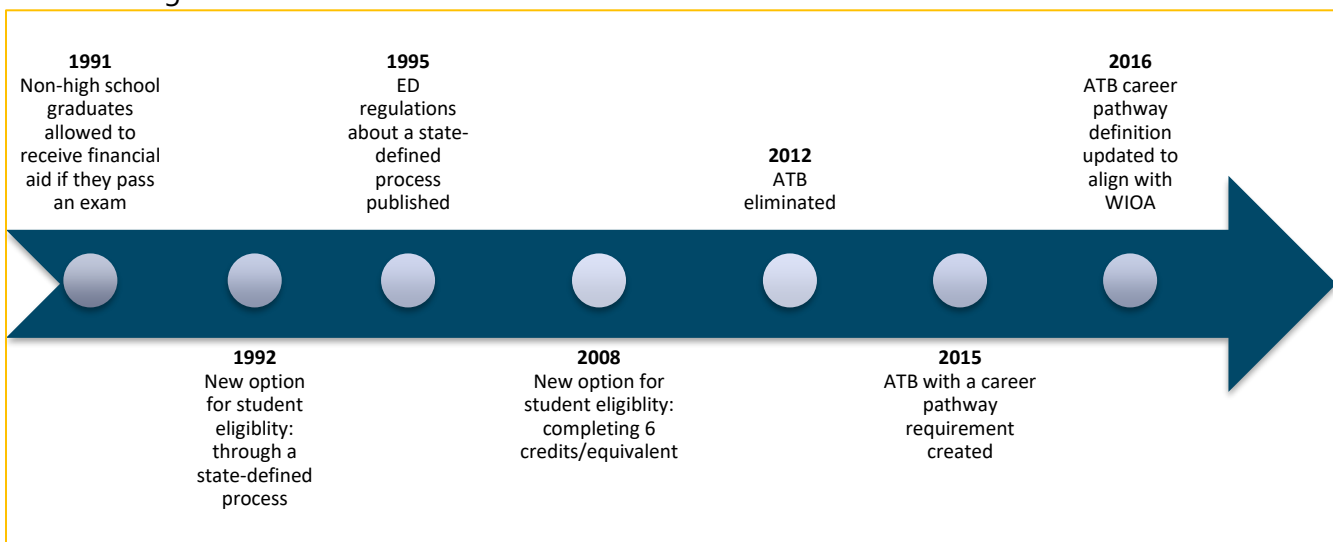 1991
Non-high school
graduates
allowed to
receive financial
aid if they pass
an exam
1992
New option
for student
eligiblity:
through a
state-defined
process
1995
ED
regulations
about a state-
defined
process
published
2008
New option for
student eligiblity:
completing 6
credits/equivalent
2012
ATB
eliminated
2015
ATB with a career
pathway
requirement
created
2016
ATB career
pathway
definition
updated to
align with
WIOA